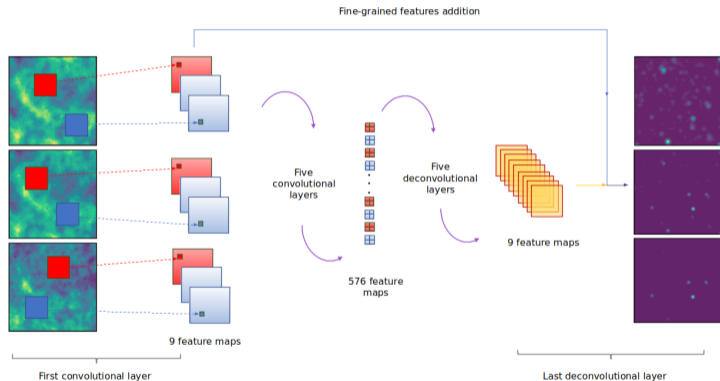 Fine-grained features addition
Five
convolutional
layers
Five
deconvolutional
layers
9 feature maps
576 feature
maps
9 feature maps
First convolutional layer
Last deconvolutional layer